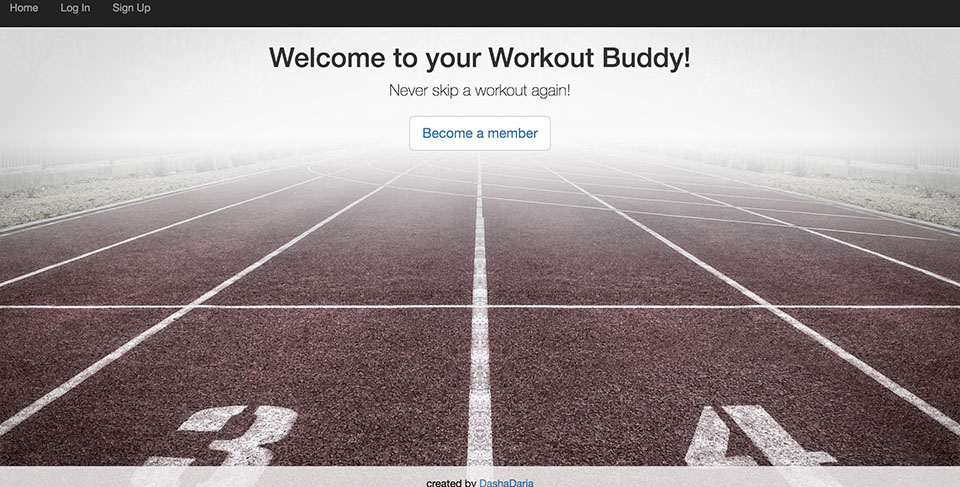 Home Log In Sign Up
Welcome to your Workout Buddy!
Never skip a workout again!
Become a member
3 4
created by DashaDaria